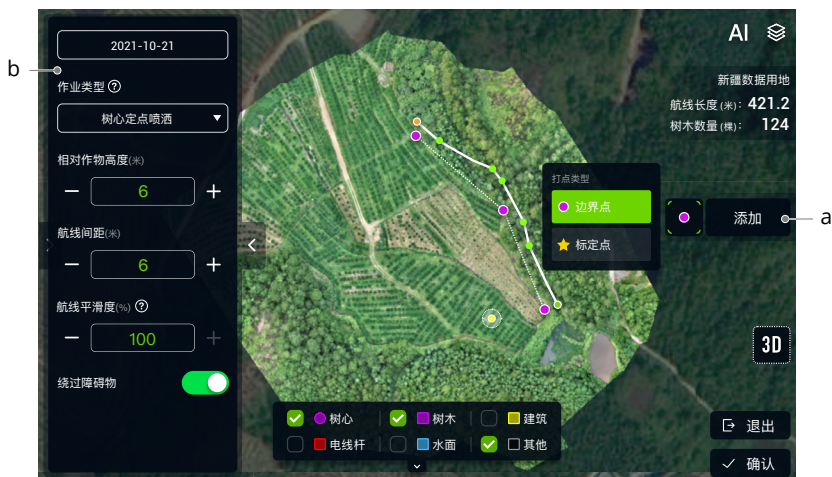 2021-10-21
作业类型
树心定点喷洒
相对作物高度(米)
6
航线间距(米)
6
航线平滑度(%)
100
绕过障碍物
AI
新疆数据用地
航线长度(米): 421.2
树木数量(棵): 124
打点类型
边界点
标定点
添加
3D
树心 树木 建筑
电线杆 水面 其他
退出
确认
a
b